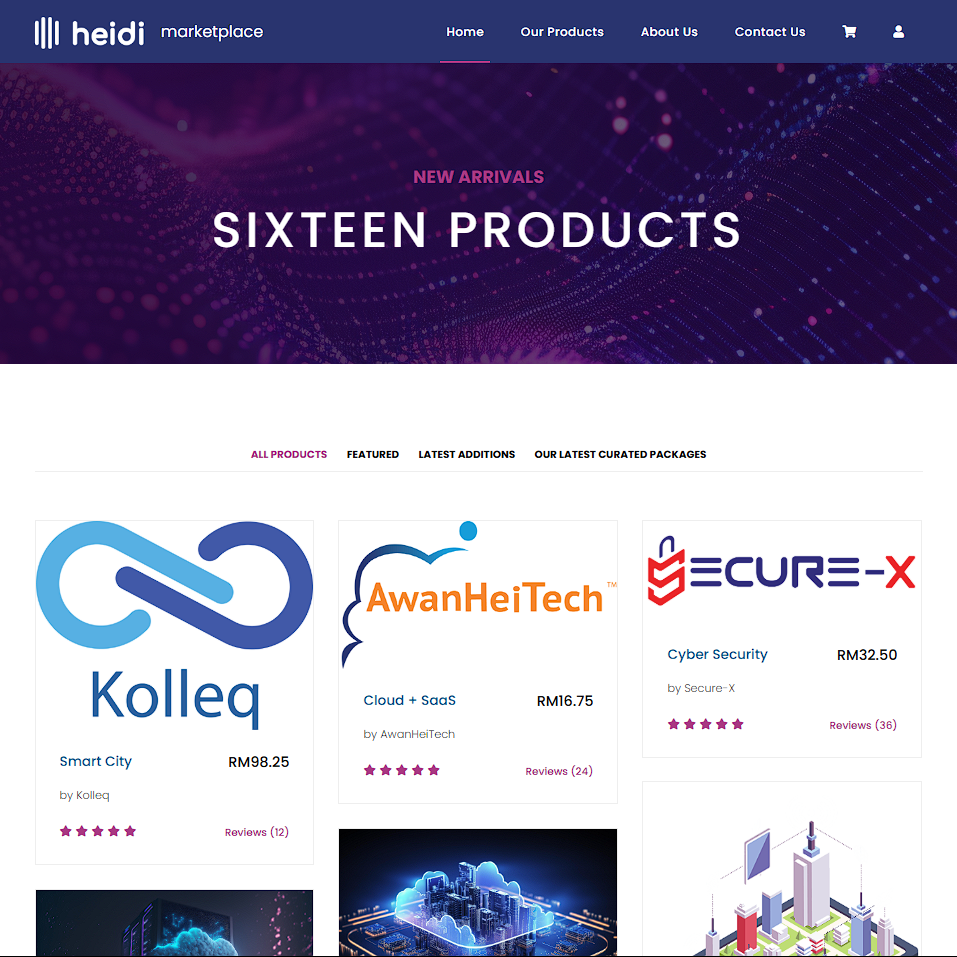 heidi marketplace Home Our Products About Us Contact Us
NEW ARRIVALS
SIXTEEN PRODUCTS
ALL PRODUCTS FEATURED LATEST ADDITIONS OUR LATEST CURATED PACKAGES
Kolleq
Smart City RM98.25
by Kolleq
Reviews (12)
AwanHeiTech™
Cloud + SaaS RM16.75
by AwanHeiTech
Reviews (24)
SECURE-X
Cyber Security RM32.50
by Secure-X
Reviews (36)